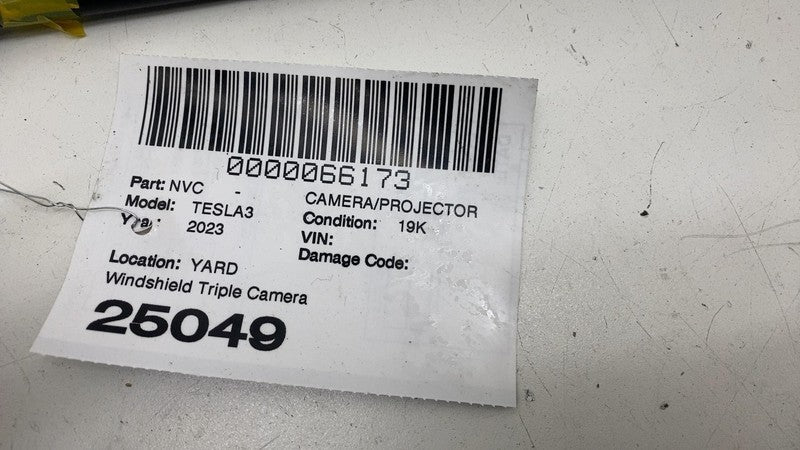 0000066173
Part: NVC -
CAMERA/PROJECTOR
Model: TESLA3
Condition: 19K
Year: 2023
VIN:
Damage Code:
Location: YARD
Windshield Triple Camera
25049